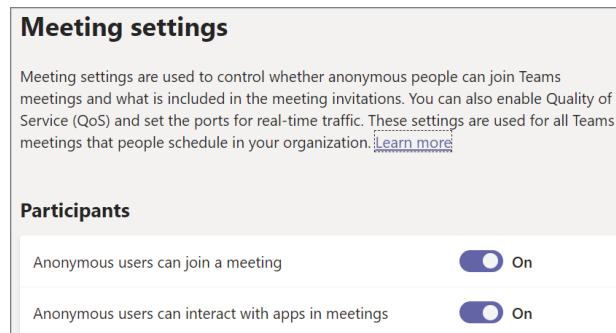 Meeting settings
Meeting settings are used to control whether anonymous people can join Teams
meetings and what is included in the meeting invitations. You can also enable Quality of
Service (QoS) and set the ports for real-time traffic. These settings are used for all Teams
meetings that people schedule in your organization. Learn more
Participants
Anonymous users can join a meeting On
Anonymous users can interact with apps in meetings On